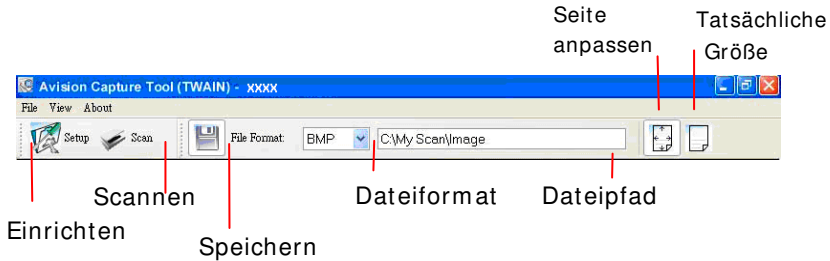 Seite
anpassen
Tatsächliche
Größe
Avision Capture Tool (TWAIN) - xxxx
File View About
Setup Scan File Format: BMP C:\My Scan\Image
Scannen
Dateiformat
Dateipfad
Einrichten
Speichern